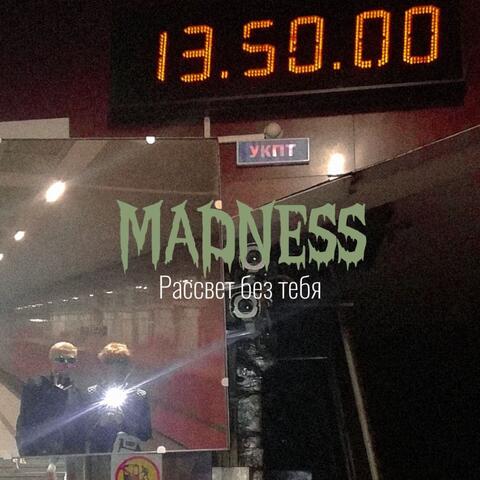 13.50.00
УКПТ
MADNESS
Рассвет без тебя